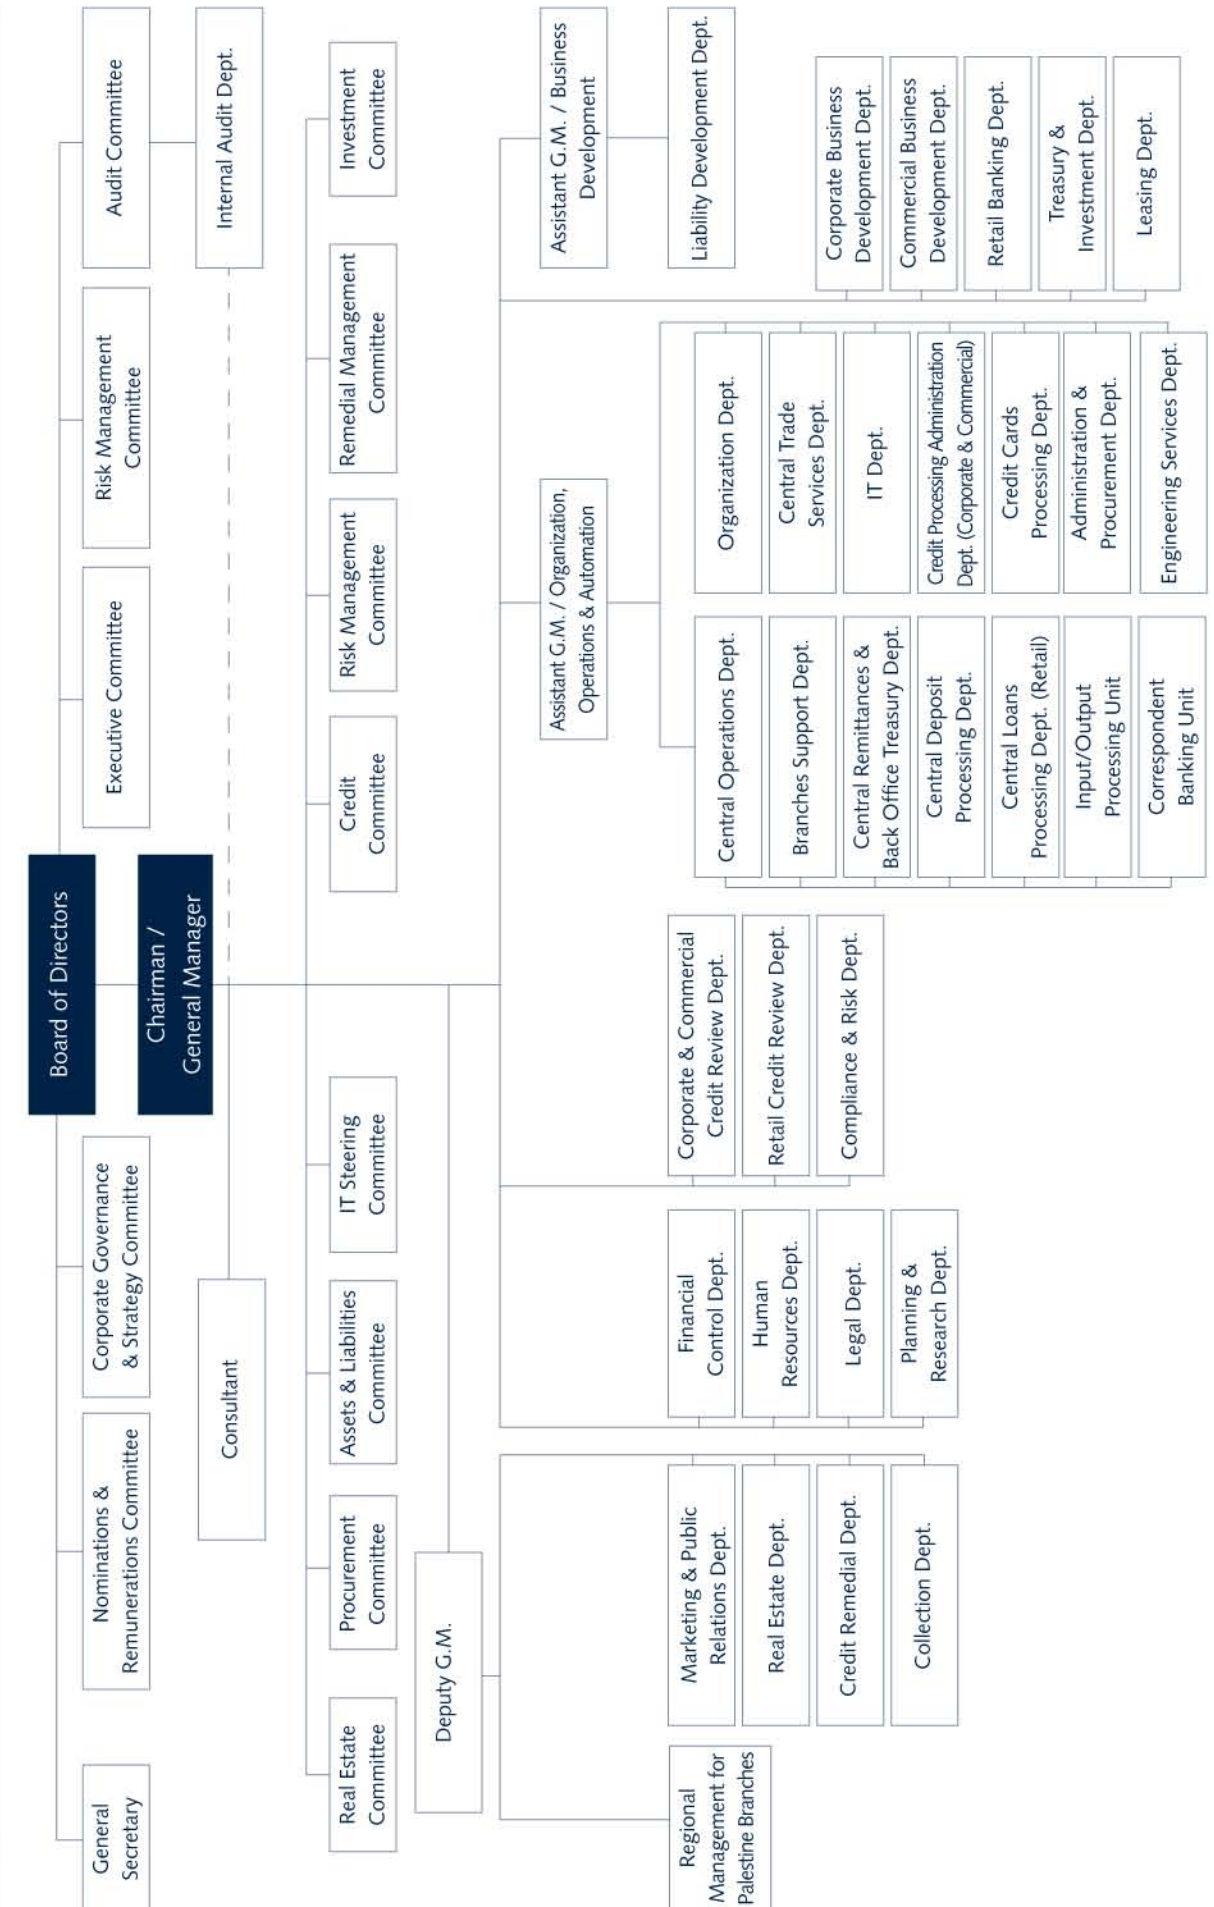 Board of Directors
Chairman /
General Manager
General
Secretary
Nominations &
Remunerations Committee
Corporate Governance
& Strategy Committee
Executive Committee
Risk Management
Committee
Audit Committee
Consultant
Internal Audit Dept.
Real Estate
Committee
Procurement
Committee
Assets & Liabilities
Committee
IT Steering
Committee
Credit
Committee
Risk Management
Committee
Remedial Management
Committee
Investment
Committee
Deputy G.M.
Assistant G.M. / Organization,
Operations & Automation
Assistant G.M. / Business
Development
Regional
Management for
Palestine Branches
Marketing & Public
Relations Dept.
Real Estate Dept.
Credit Remedial Dept.
Collection Dept.
Financial
Control Dept.
Human
Resources Dept.
Legal Dept.
Planning &
Research Dept.
Corporate & Commercial
Credit Review Dept.
Retail Credit Review Dept.
Compliance & Risk Dept.
Central Operations Dept.
Branches Support Dept.
Central Remittances &
Back Office Treasury Dept.
Central Deposit
Processing Dept.
Central Loans
Processing Dept. (Retail)
Input/Output
Processing Unit
Correspondent
Banking Unit
Organization Dept.
Central Trade
Services Dept.
IT Dept.
Credit Processing Administration
Dept. (Corporate & Commercial)
Credit Cards
Processing Dept.
Administration &
Procurement Dept.
Engineering Services Dept.
Liability Development Dept.
Corporate Business
Development Dept.
Commercial Business
Development Dept.
Retail Banking Dept.
Treasury &
Investment Dept.
Leasing Dept.